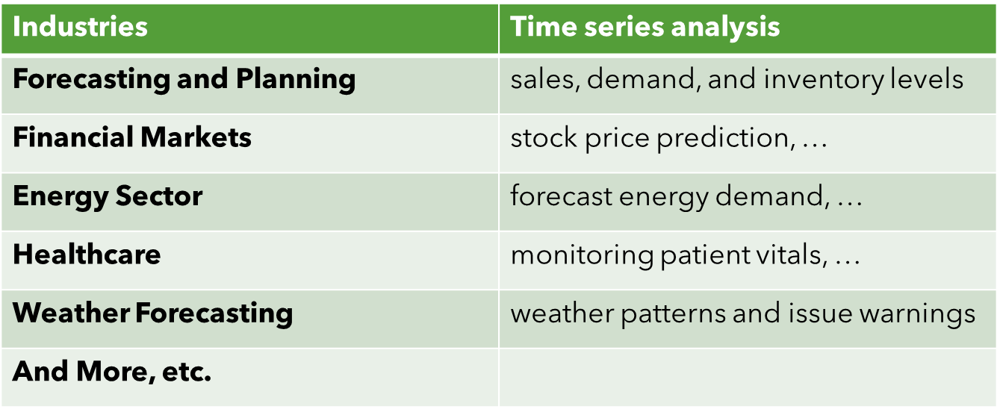 Industries
Time series analysis
Forecasting and Planning
sales, demand, and inventory levels
Financial Markets
stock price prediction, …
Energy Sector
forecast energy demand, …
Healthcare
monitoring patient vitals, …
Weather Forecasting
weather patterns and issue warnings
And More, etc.